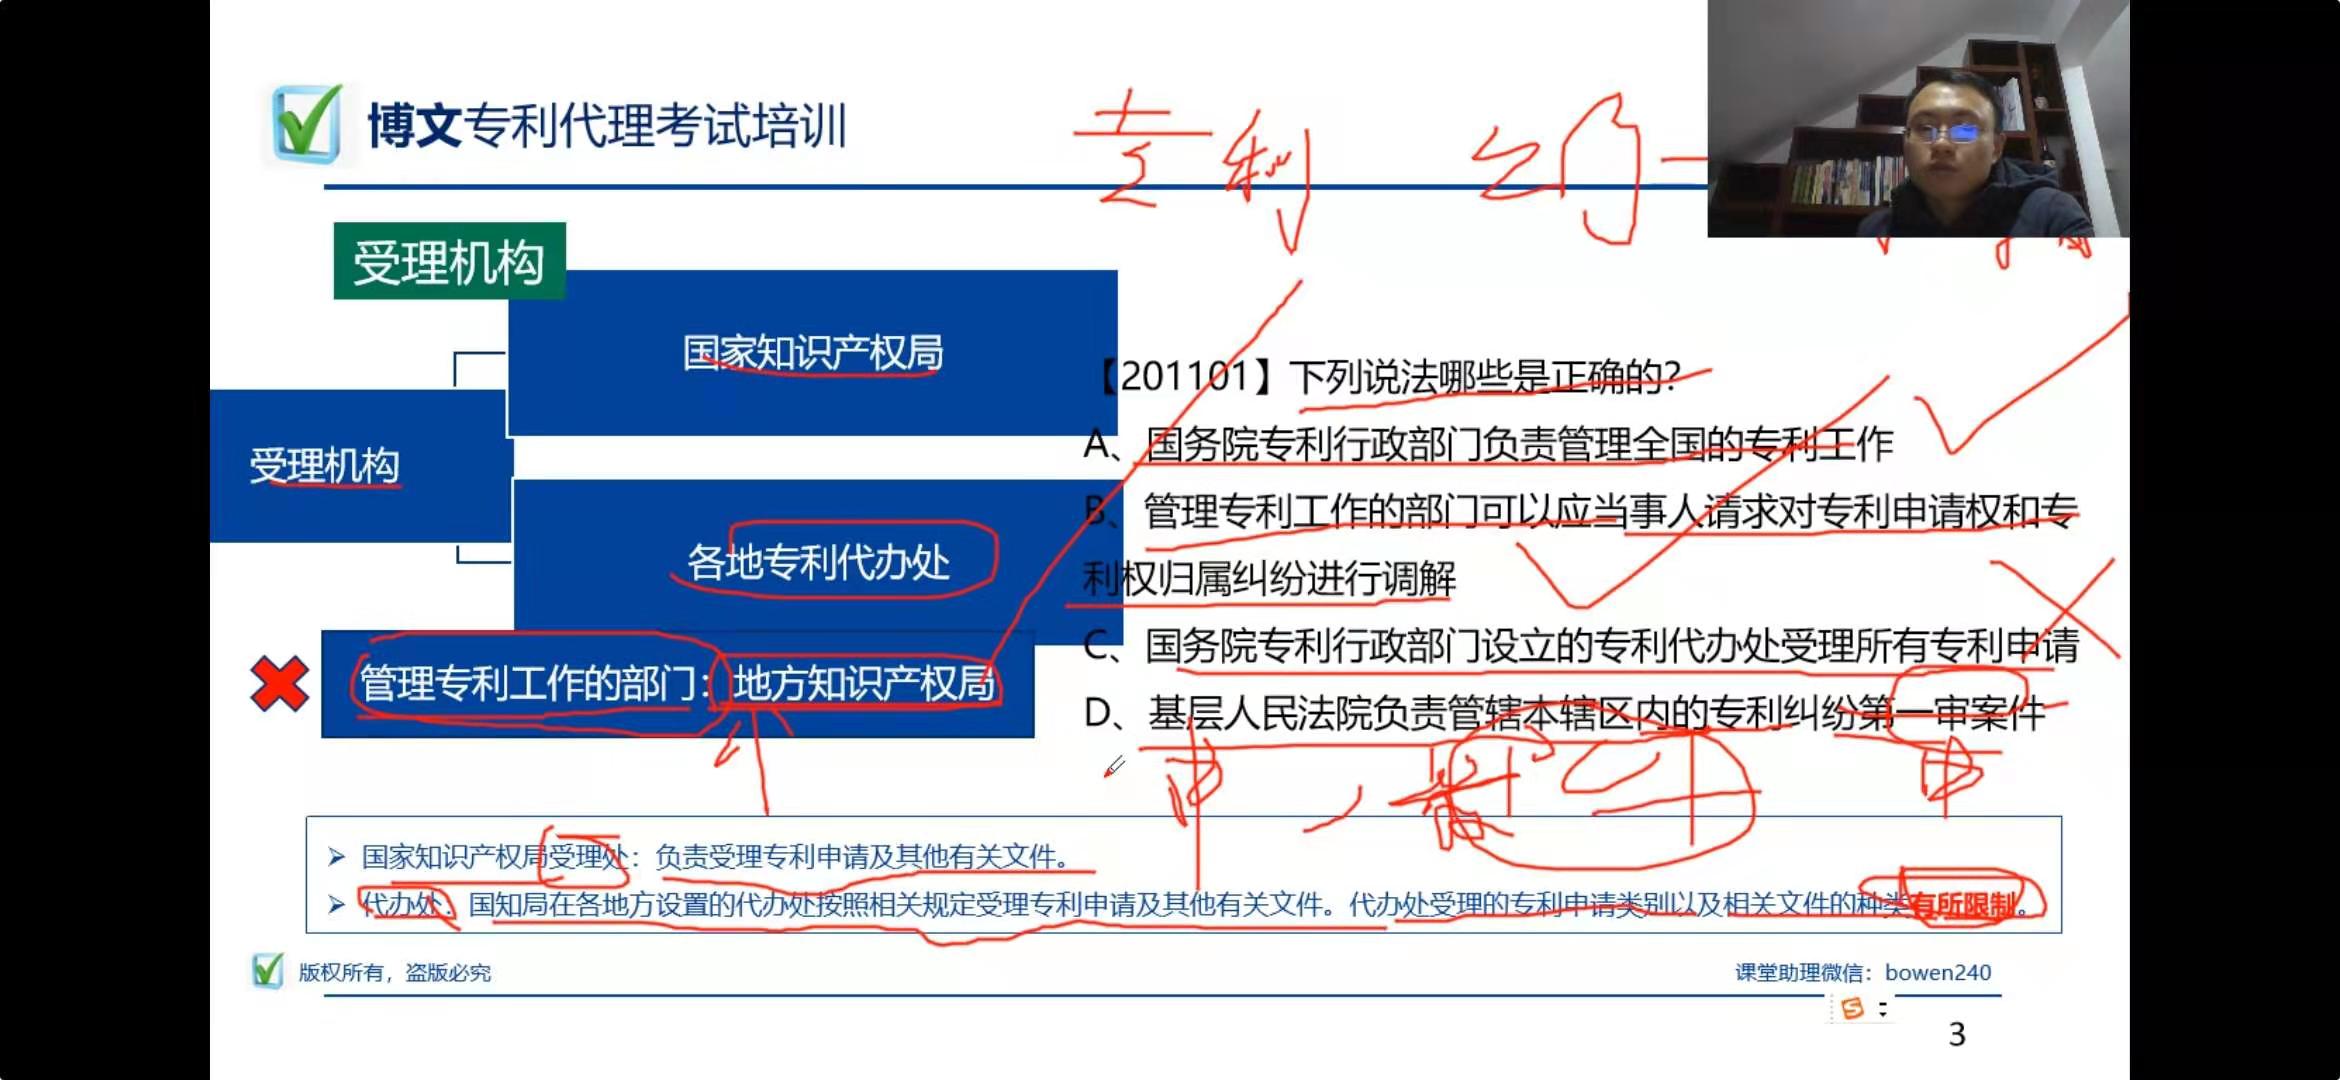 博文专利代理考试培训
专利
受理机构
国家知识产权局
受理机构
各地专利代办处
管理专利工作的部门：地方知识产权局
【201101】下列说法哪些是正确的？
A、国务院专利行政部门负责管理全国的专利工作
B、管理专利工作的部门可以应当事人请求对专利申请权和专
利权归属纠纷进行调解
C、国务院专利行政部门设立的专利代办处受理所有专利申请
D、基层人民法院负责管辖本辖区内的专利纠纷第一审案件
➢ 国家知识产权局受理处：负责受理专利申请及其他有关文件。
➢ 代办处：国知局在各地方设置的代办处按照相关规定受理专利申请及其他有关文件。代办处受理的专利申请类别以及相关文件的种类有所限制。
版权所有，盗版必究
课堂助理微信：bowen240
3